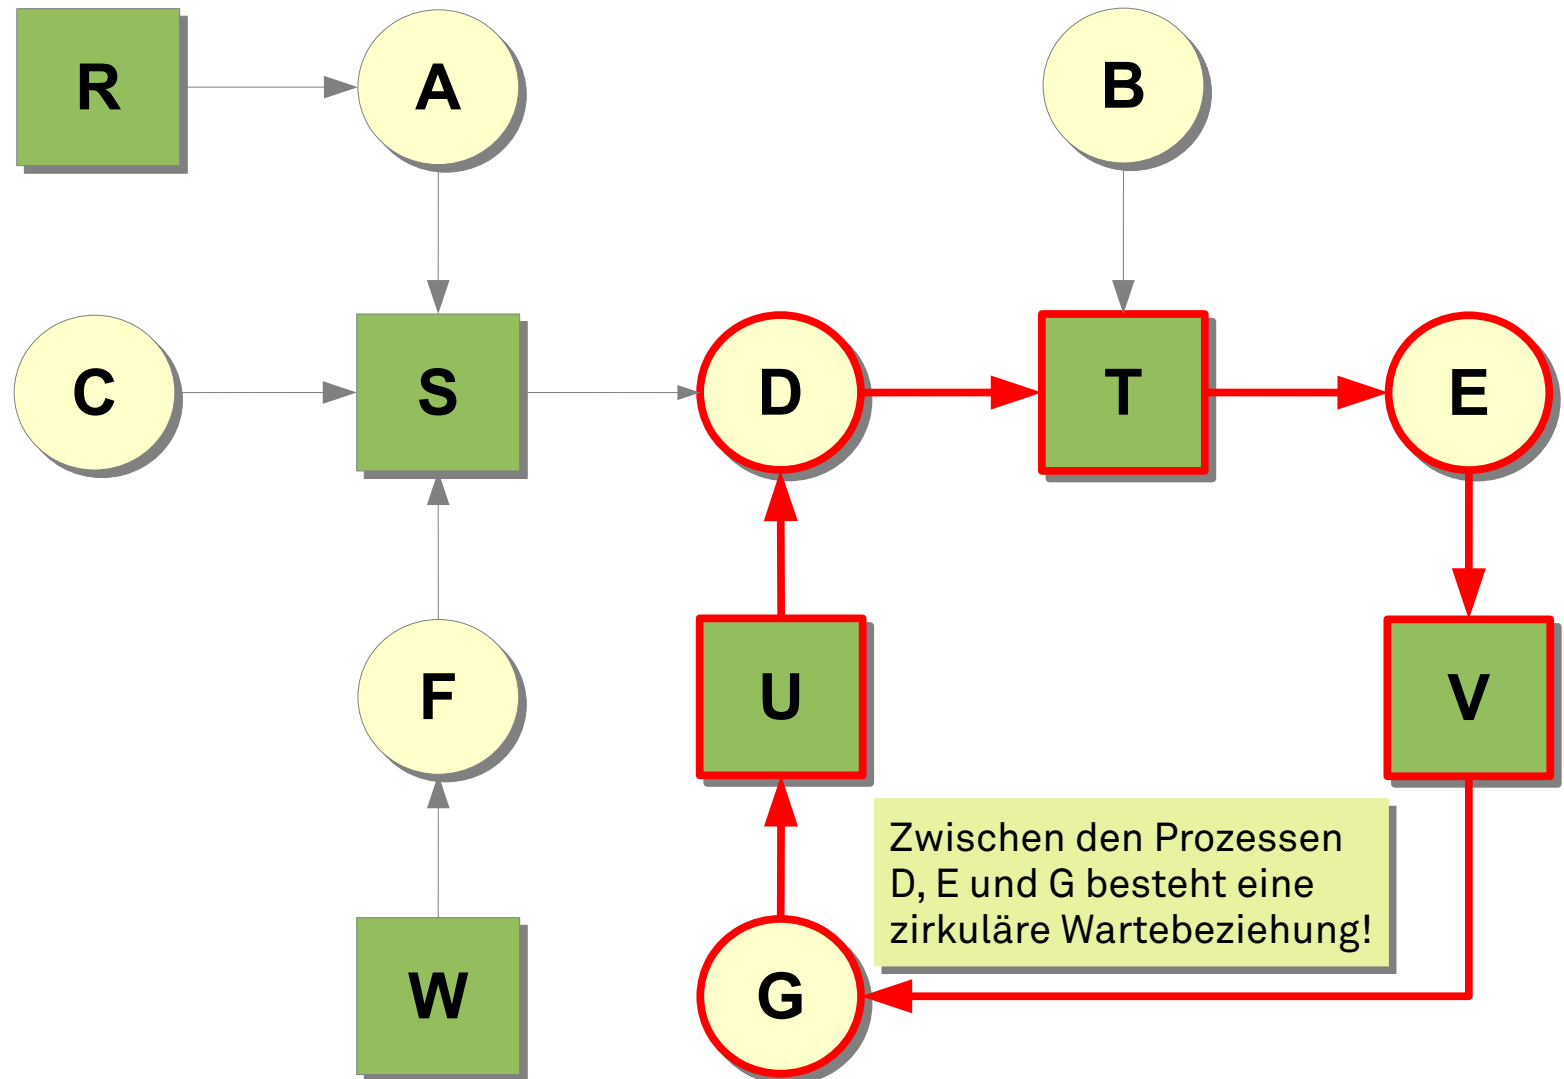 R
A
B
C
S
D
T
E
F
U
V
Zwischen den Prozessen
D, E und G besteht eine
zirkuläre Wartebeziehung!
W
G